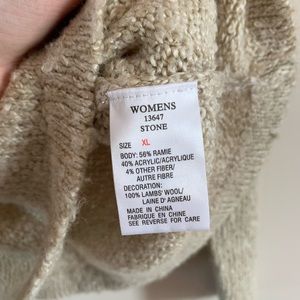 WOMENS
13647
STONE
SIZE XL
BODY: 56% RAMIE
40% ACRYLIC/ACRYLIQUE
4% OTHER FIBER/
AUTRE FIBRE
DECORATION:
100% LAMBS' WOOL/
LAINE D' AGNEAU
MADE IN CHINA
FABRIQUE EN CHINE
SEE REVERSE FOR CARE